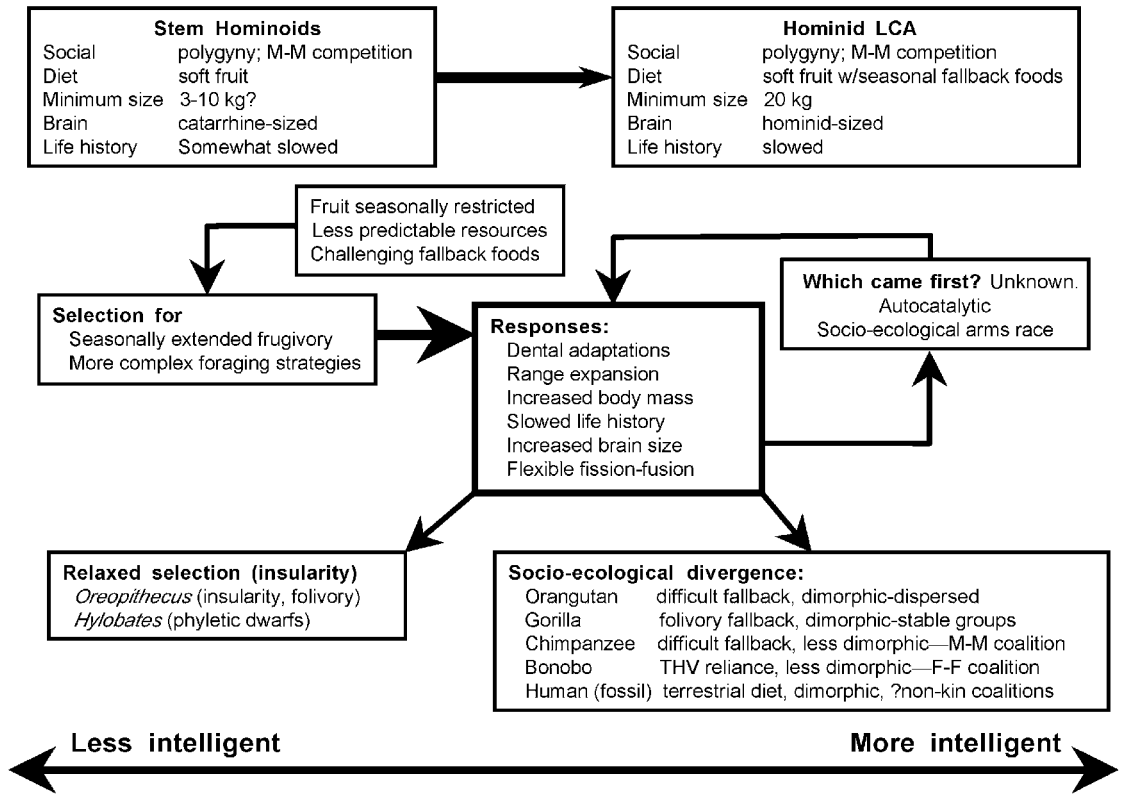 Stem Hominoids
Social polygyny; M-M competition
Diet soft fruit
Minimum size 3-10 kg?
Brain catarrhine-sized
Life history Somewhat slowed
Hominid LCA
Social polygyny; M-M competition
Diet soft fruit w/seasonal fallback foods
Minimum size 20 kg
Brain hominid-sized
Life history slowed
Fruit seasonally restricted
Less predictable resources
Challenging fallback foods
Selection for
Seasonally extended frugivory
More complex foraging strategies
Responses:
Dental adaptations
Range expansion
Increased body mass
Slowed life history
Increased brain size
Flexible fission-fusion
Which came first? Unknown.
Autocatalytic
Socio-ecological arms race
Relaxed selection (insularity)
Oreopithecus (insularity, folivory)
Hylobates (phyletic dwarfs)
Socio-ecological divergence:
Orangutan difficult fallback, dimorphic-dispersed
Gorilla folivory fallback, dimorphic-stable groups
Chimpanzee difficult fallback, less dimorphic—M-M coalition
Bonobo THV reliance, less dimorphic—F-F coalition
Human (fossil) terrestrial diet, dimorphic, ?non-kin coalitions
Less intelligent
More intelligent